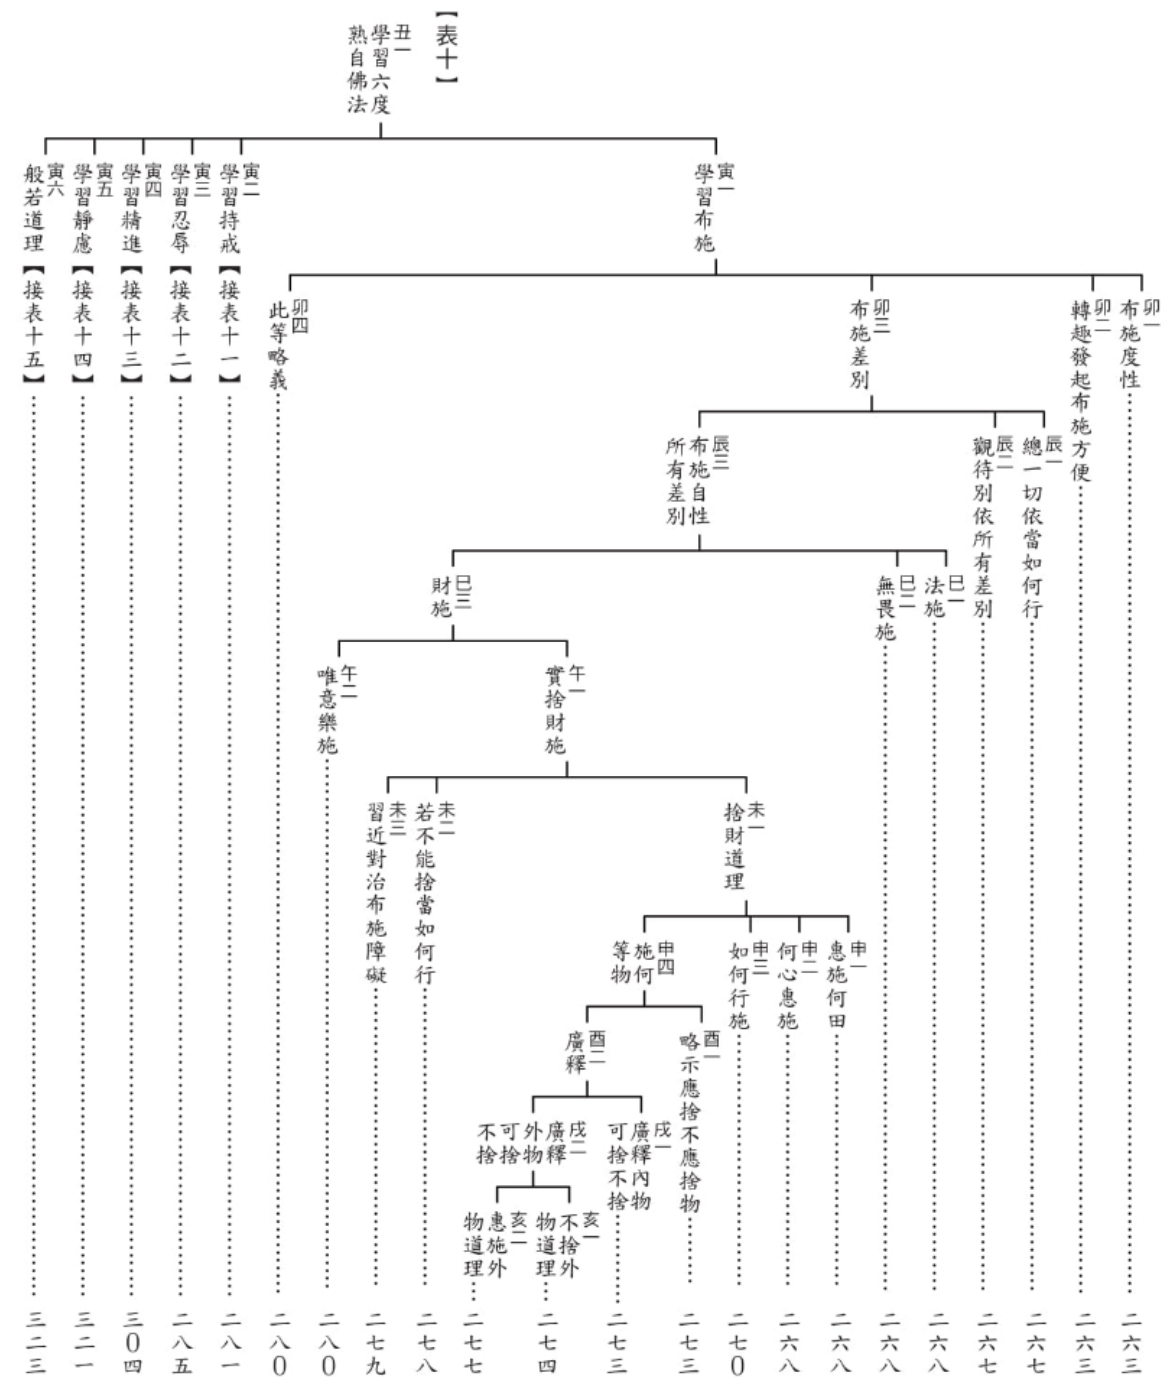 【表十】
丑一
學習六度
熟自佛法
寅一
學習布施
寅二
學習持戒【接表十一】
寅三
學習忍辱【接表十二】
寅四
學習精進【接表十三】
寅五
學習靜慮【接表十四】
寅六
般若道理【接表十五】
卯一
布施度性
卯二
轉趣發起布施方便
卯三
布施差別
卯四
此等略義
辰一
總一切依當如何行
辰二
觀待別依所有差別
辰三
布施自性
所有差別
巳一
法施
巳二
無畏施
巳三
財施
午一
實捨財施
午二
唯意樂施
未一
捨財道理
未二
若不能捨當如何行
未三
習近對治布施障礙
申一
惠施何田
申二
何心惠施
申三
如何行施
申四
施何
等物
酉一
略示應捨不應捨物
酉二
廣釋
戌一
廣釋內物
可捨不捨
戌二
廣釋
外物
可捨
不捨
亥一
不捨外
物道理
亥二
惠施外
物道理
二六三
二六三
二六七
二六七
二六八
二六八
二六八
二六八
二七0
二七三
二七三
二七四
二七七
二七八
二七九
二八0
二八0
二八一
二八五
三0四
三二一
三二三